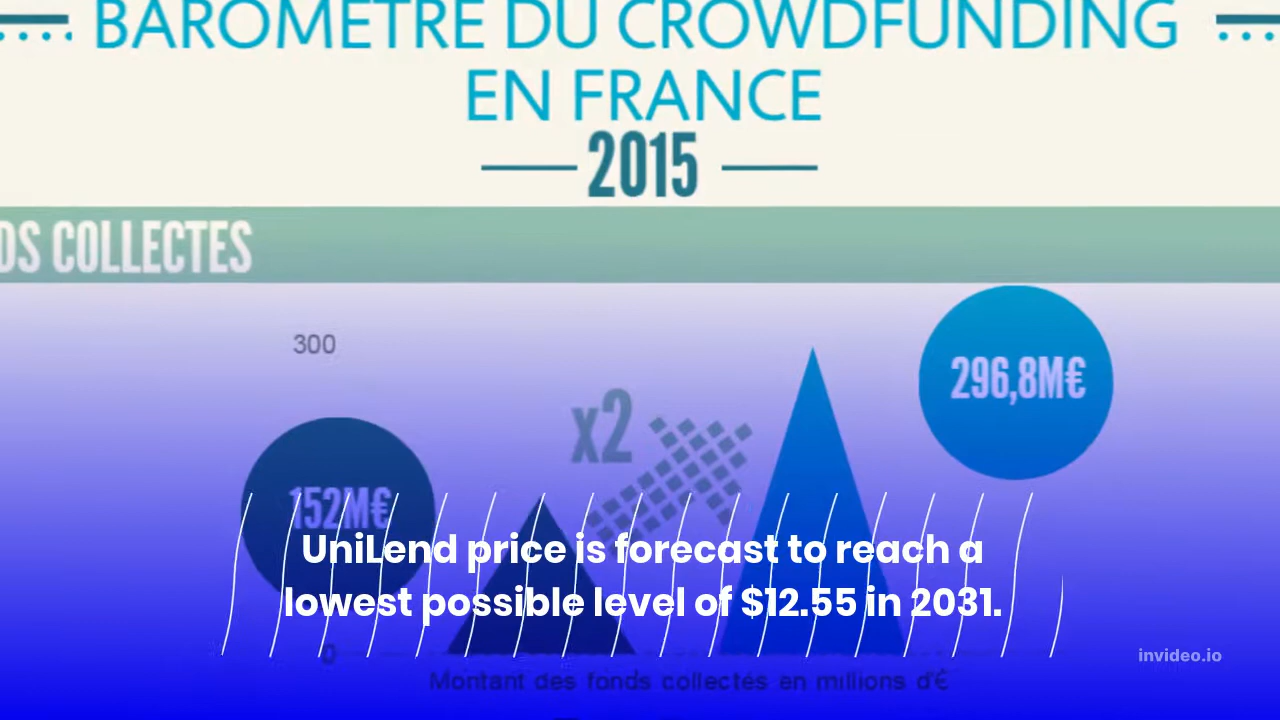 BAROMETRE DU CROWDFUNDING
EN FRANCE
2015
DS COLLECTES
300
296,8M€
x2
152M€
UniLend price is forecast to reach a
lowest possible level of $12.55 in 2031.
0
invideo.io
Montant des fonds collectés en millions d'€